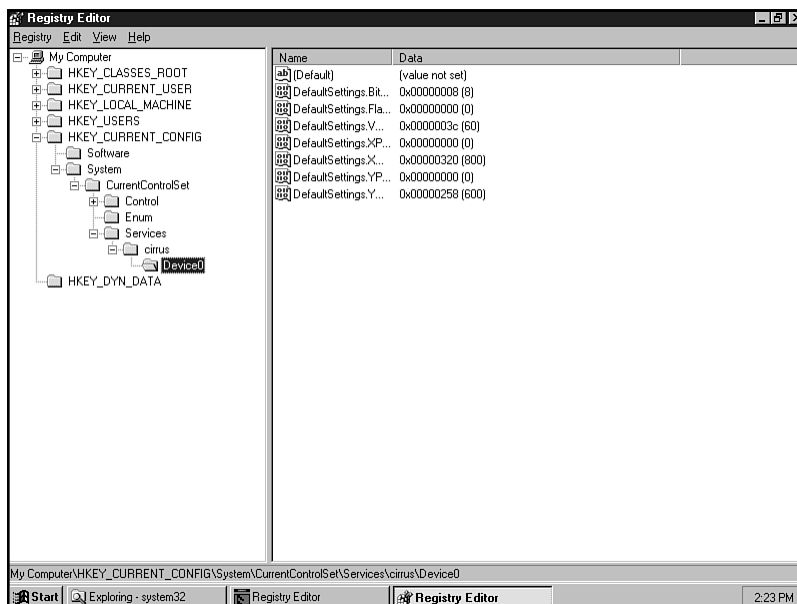 Registry Editor
Registry Edit View Help
My Computer
HKEY_CLASSES_ROOT
HKEY_CURRENT_USER
HKEY_LOCAL_MACHINE
HKEY_USERS
HKEY_CURRENT_CONFIG
Software
System
CurrentControlSet
Control
Enum
Services
cirrus
Device0
HKEY_DYN_DATA
Name Data
(Default) (value not set)
DefaultSettings.Bit... 0x00000008 (8)
DefaultSettings.Fla... 0x00000000 (0)
DefaultSettings.V... 0x0000003c (60)
DefaultSettings.XP... 0x00000000 (0)
DefaultSettings.X... 0x00000320 (800)
DefaultSettings.YP... 0x00000000 (0)
DefaultSettings.Y... 0x00000258 (600)
My Computer\HKEY_CURRENT_CONFIG\System\CurrentControlSet\Services\cirrus\Device0
Start Exploring - system32 Registry Editor Registry Editor 2:23 PM